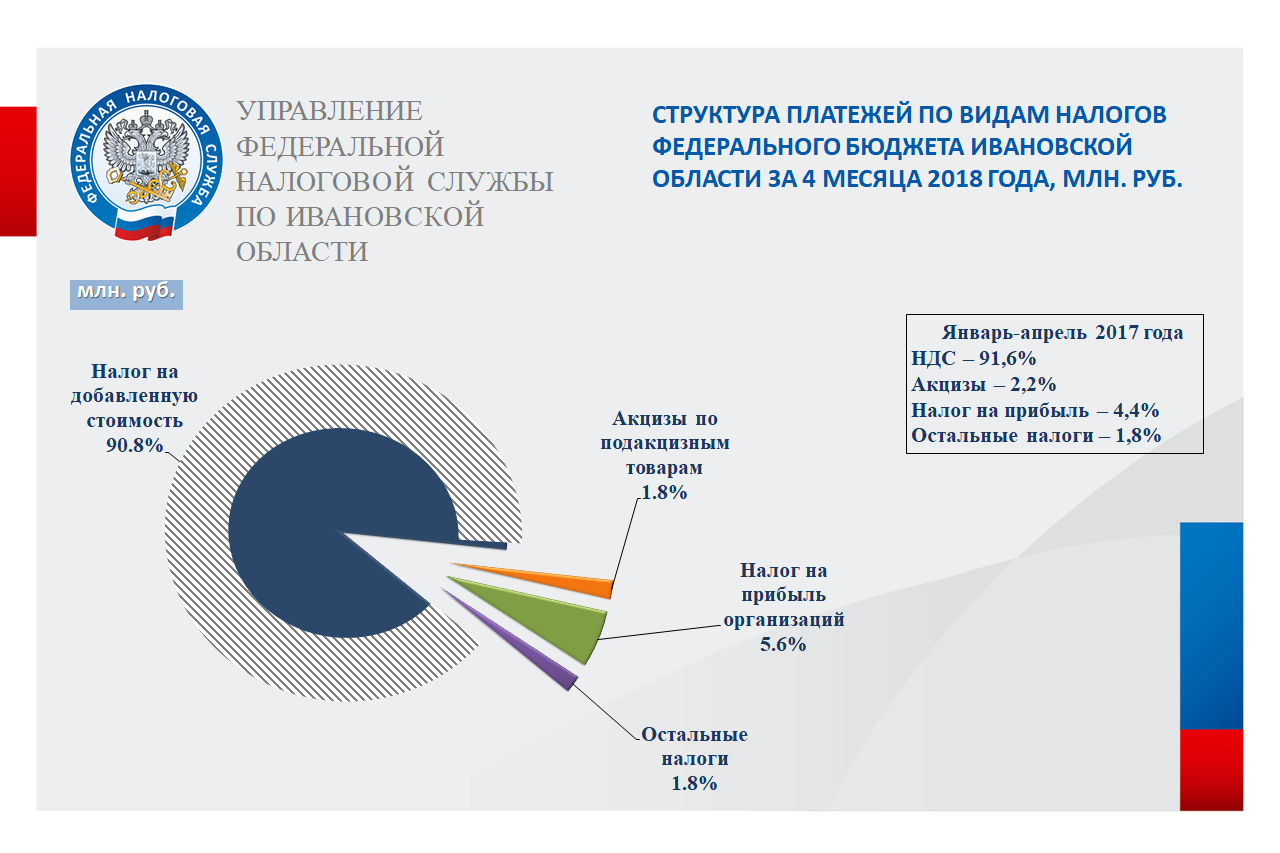 ФЕДЕРАЛЬНАЯ НАЛОГОВАЯ СЛУЖБА
УПРАВЛЕНИЕ
ФЕДЕРАЛЬНОЙ
НАЛОГОВОЙ СЛУЖБЫ
ПО ИВАНОВСКОЙ
ОБЛАСТИ
СТРУКТУРА ПЛАТЕЖЕЙ ПО ВИДАМ НАЛОГОВ
ФЕДЕРАЛЬНОГО БЮДЖЕТА ИВАНОВСКОЙ
ОБЛАСТИ ЗА 4 МЕСЯЦА 2018 ГОДА, МЛН. РУБ.
млн. руб.
Январь-апрель 2017 года
НДС – 91,6%
Акцизы – 2,2%
Налог на прибыль – 4,4%
Остальные налоги – 1,8%
Налог на
добавленную
стоимость
90.8%
Акцизы по
подакцизным
товарам
1.8%
Налог на
прибыль
организаций
5.6%
Остальные
налоги
1.8%